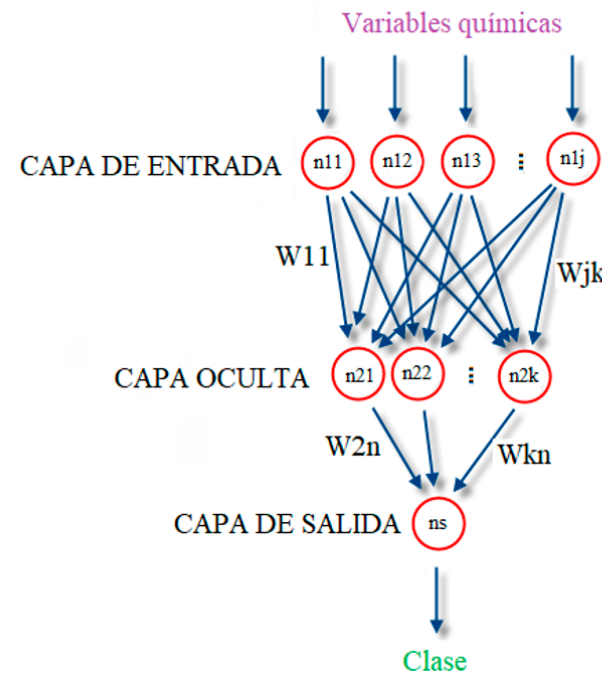 Variables químicas
CAPA DE ENTRADA n11 n12 n13 ⋮ n1j
W11 Wjk
CAPA OCULTA n21 n22 ⋮ n2k
W2n Wkn
CAPA DE SALIDA ns
Clase